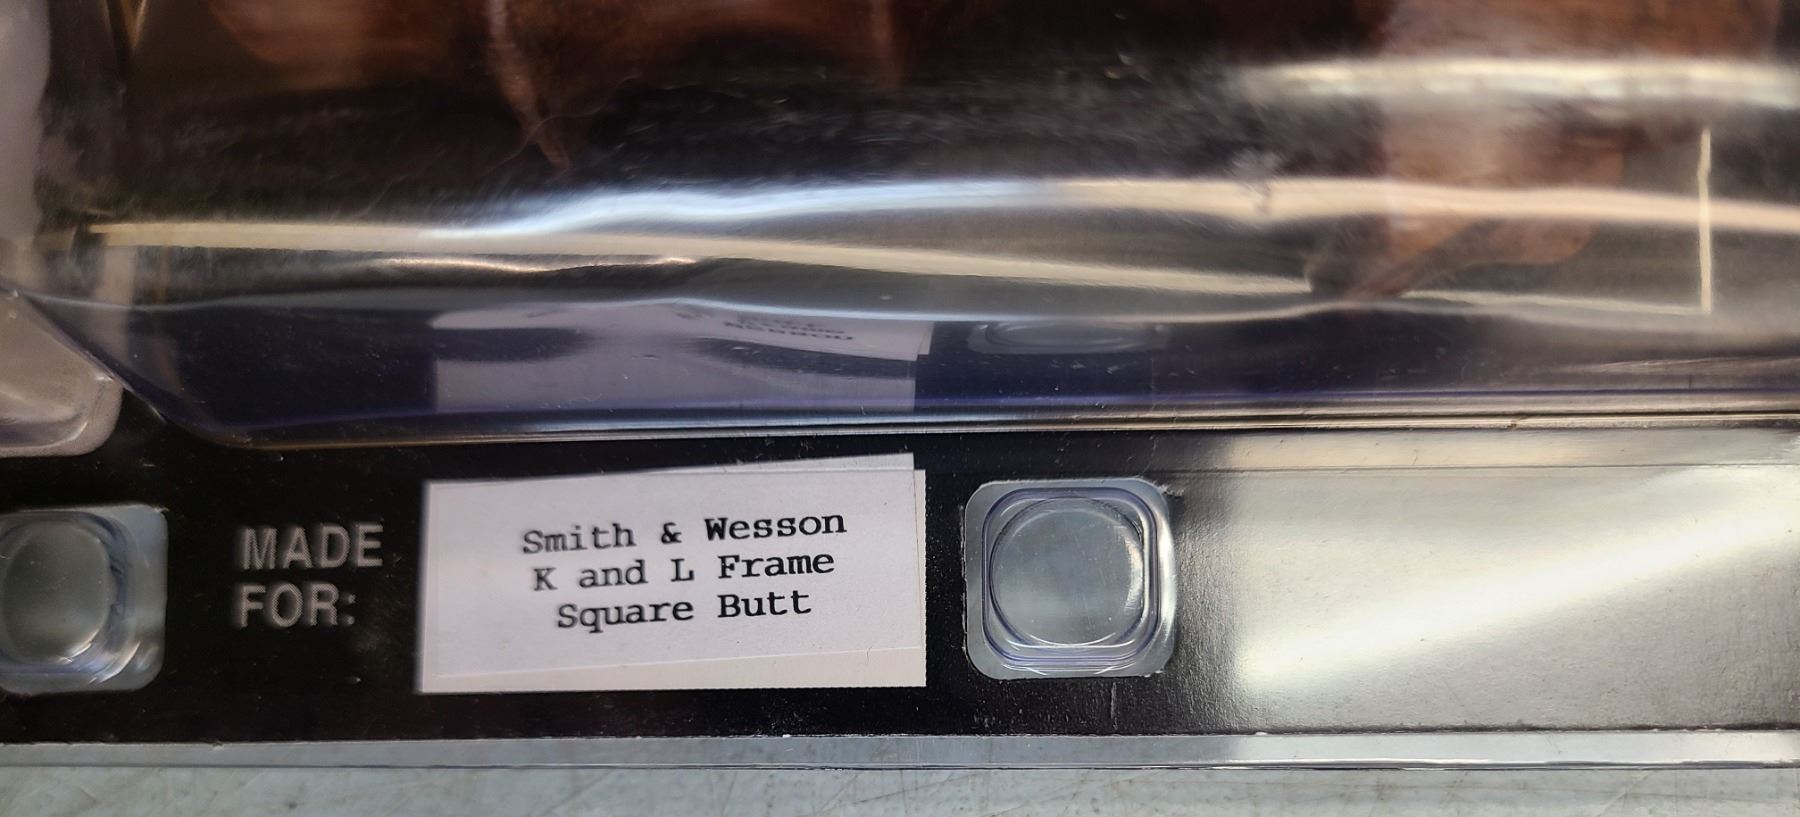 MADE
FOR:
Smith & Wesson
K and L Frame
Square Butt